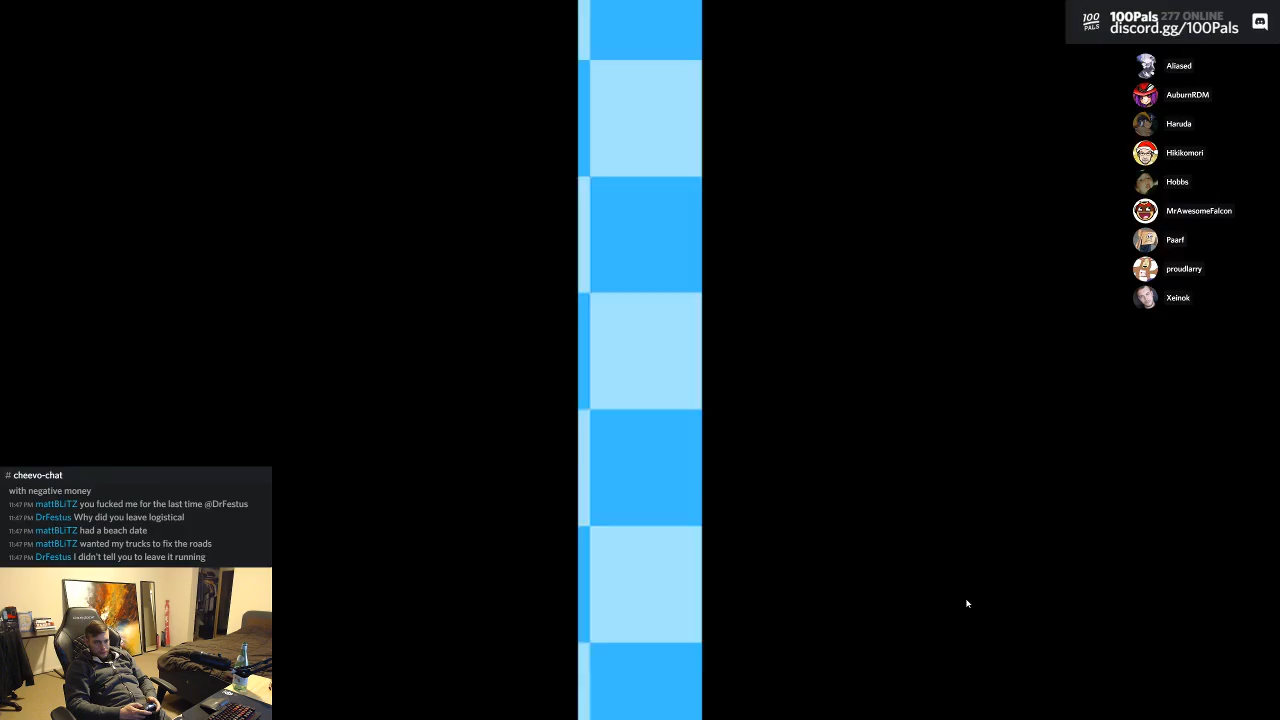 100 PALS
100Pals 277 ONLINE
discord.gg/100Pals
Aliased
AuburnRDM
Haruda
Hikikomori
Hobbs
MrAwesomeFalcon
Paarf
proudlarry
Xeinok
# cheevo-chat
with negative money
11:47 PM mattBLiTZ you fucked me for the last time @DrFestus
11:47 PM DrFestus Why did you leave logistical
11:47 PM mattBLiTZ had a beach date
11:47 PM mattBLiTZ wanted my trucks to fix the roads
11:47 PM DrFestus I didn't tell you to leave it running